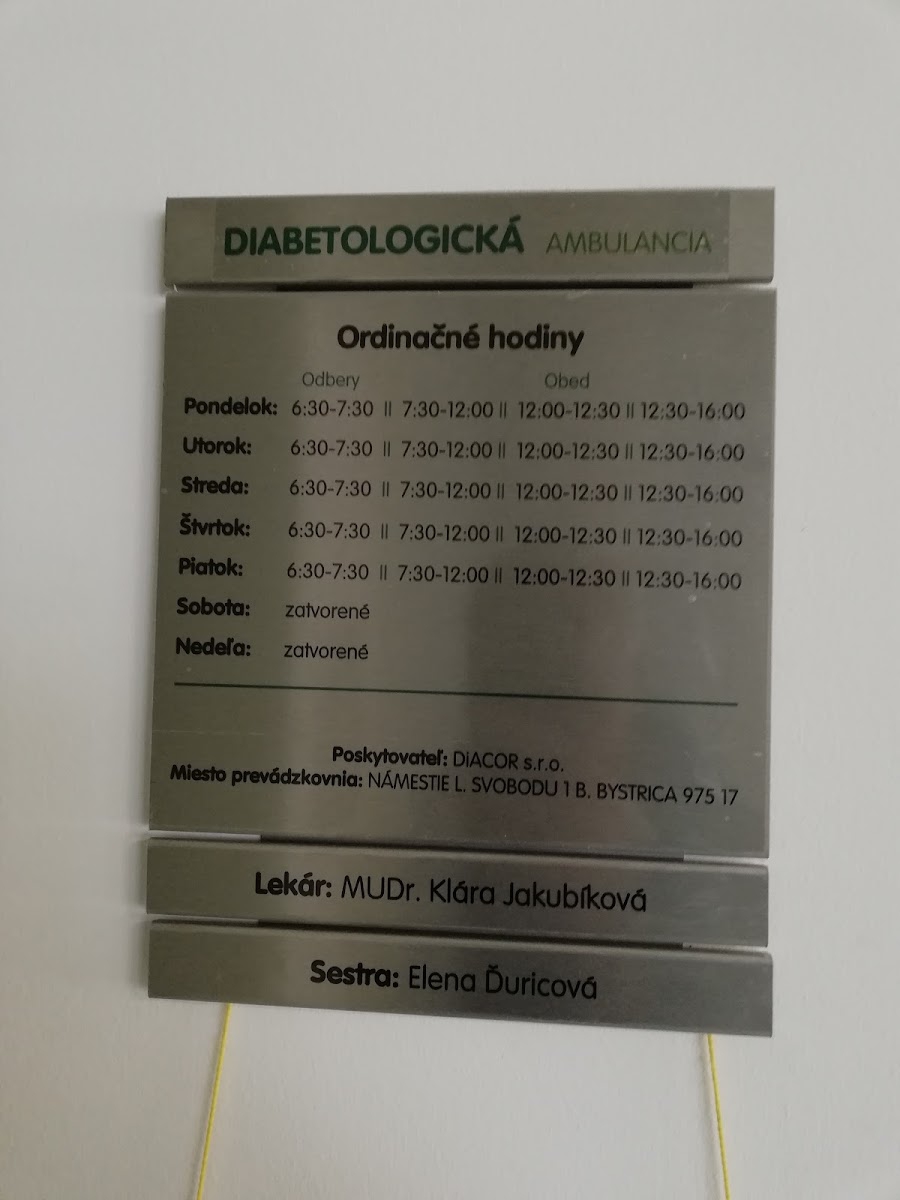 DIABETOLOGICKÁ AMBULANCIA
Ordinačné hodiny
Odbery Obed
Pondelok: 6:30-7:30 || 7:30-12:00 || 12:00-12:30 || 12:30-16:00
Utorok: 6:30-7:30 || 7:30-12:00 || 12:00-12:30 || 12:30-16:00
Streda: 6:30-7:30 || 7:30-12:00 || 12:00-12:30 || 12:30-16:00
Štvrtok: 6:30-7:30 || 7:30-12:00 || 12:00-12:30 || 12:30-16:00
Piatok: 6:30-7:30 || 7:30-12:00 || 12:00-12:30 || 12:30-16:00
Sobota: zatvorené
Nedeľa: zatvorené
Poskytovateľ: DiACOR s.r.o.
Miesto prevádzkovnia: NÁMESTIE L. SVOBODU 1 B. BYSTRICA 975 17
Lekár: MUDr. Klára Jakubíková
Sestra: Elena Ďuricová